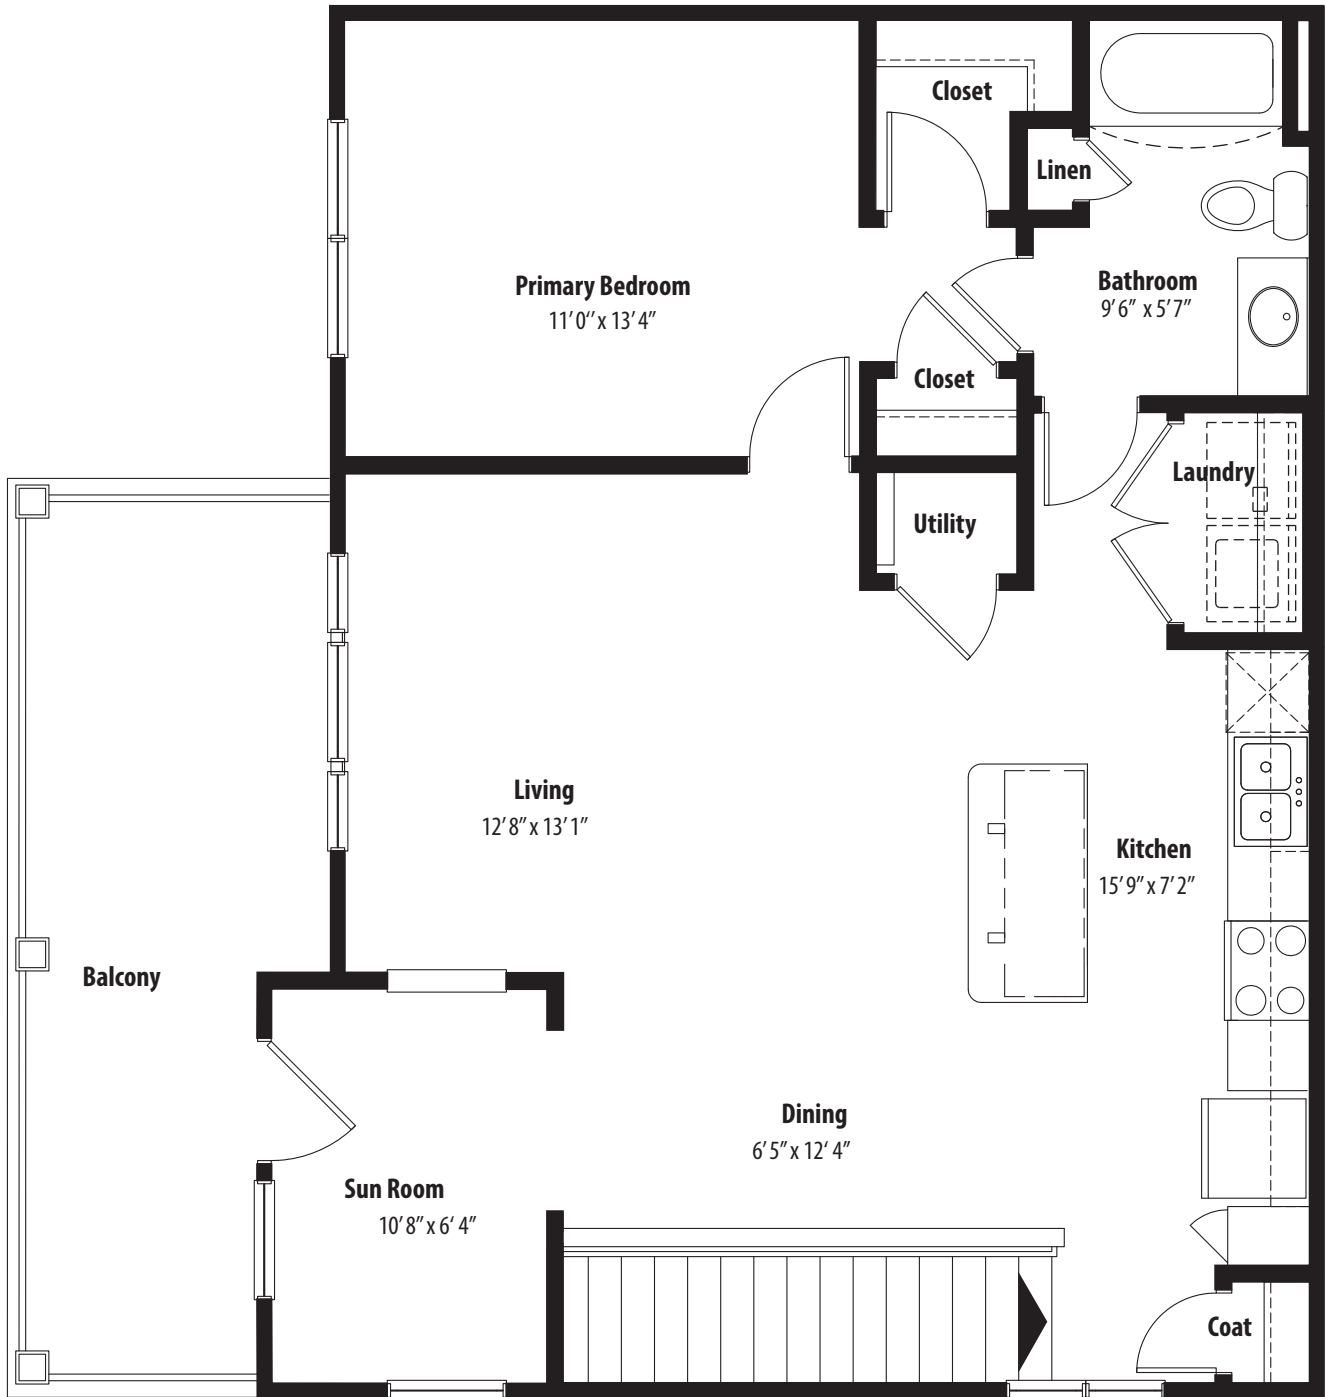 Closet
Linen
Primary Bedroom
11'0" x 13'4"
Bathroom
9'6" x 5'7"
Closet
Laundry
Utility
Living
12'8" x 13'1"
Kitchen
15'9" x 7'2"
Balcony
Dining
6'5" x 12'4"
Sun Room
10'8" x 6'4"
Coat